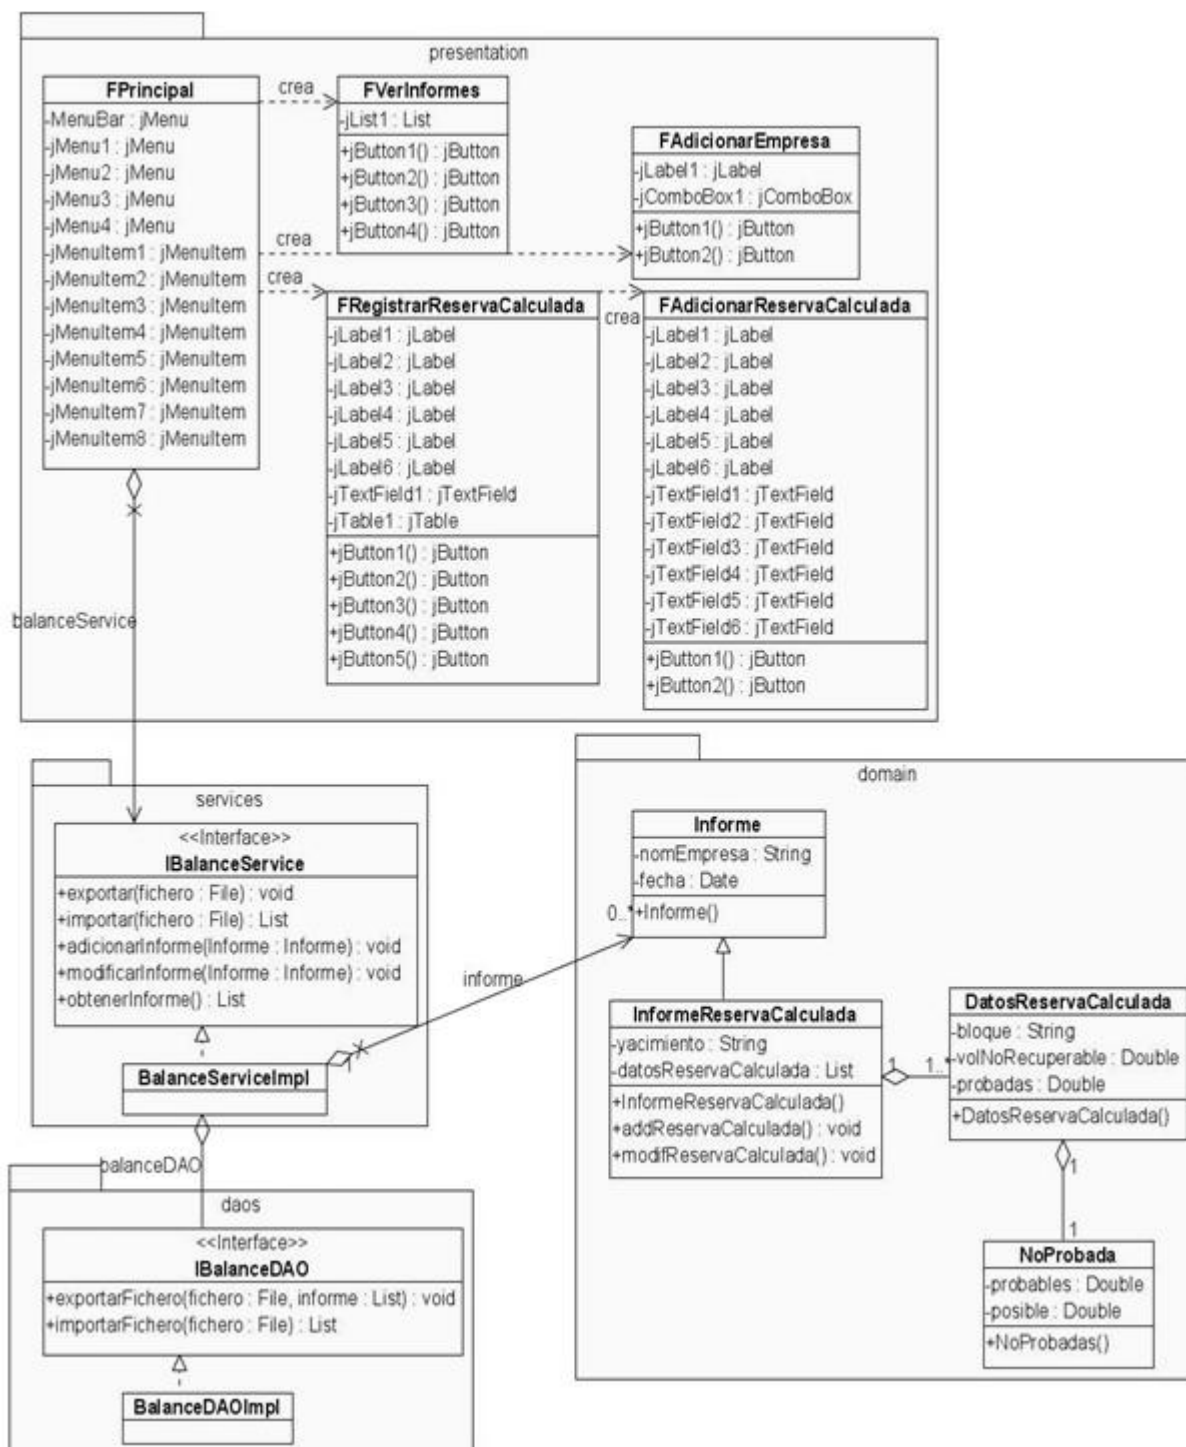 presentation
FPrincipal
-MenuBar : jMenu
-jMenu1 : jMenu
-jMenu2 : jMenu
-jMenu3 : jMenu
-jMenu4 : jMenu
-jMenuItem1 : jMenuItem
-jMenuItem2 : jMenuItem
-jMenuItem3 : jMenuItem
-jMenuItem4 : jMenuItem
-jMenuItem5 : jMenuItem
-jMenuItem6 : jMenuItem
-jMenuItem7 : jMenuItem
-jMenuItem8 : jMenuItem
crea
FVerInformes
-jList1 : List
+jButton1() : jButton
+jButton2() : jButton
+jButton3() : jButton
+jButton4() : jButton
crea
FAdicionarEmpresa
-jLabel1 : jLabel
-jComboBox1 : jComboBox
+jButton1() : jButton
+jButton2() : jButton
crea
FRegistrarReservaCalculada
-jLabel1 : jLabel
-jLabel2 : jLabel
-jLabel3 : jLabel
-jLabel4 : jLabel
-jLabel5 : jLabel
-jLabel6 : jLabel
-jTextField1 : jTextField
-jTable1 : jTable
+jButton1() : jButton
+jButton2() : jButton
+jButton3() : jButton
+jButton4() : jButton
+jButton5() : jButton
crea
FAdicionarReservaCalculada
-jLabel1 : jLabel
-jLabel2 : jLabel
-jLabel3 : jLabel
-jLabel4 : jLabel
-jLabel5 : jLabel
-jLabel6 : jLabel
-jTextField1 : jTextField
-jTextField2 : jTextField
-jTextField3 : jTextField
-jTextField4 : jTextField
-jTextField5 : jTextField
-jTextField6 : jTextField
+jButton1() : jButton
+jButton2() : jButton
balanceService
services
<<Interface>>
IBalanceService
+exportar(fichero : File) : void
+importar(fichero : File) : List
+adicionarInforme(Informe : Informe) : void
+modificarInforme(Informe : Informe) : void
+obtenerInforme() : List
BalanceServiceImpl
1
informe
0..*
balanceDAO
daos
<<Interface>>
IBalanceDAO
+exportarFichero(fichero : File, informe : List) : void
+importarFichero(fichero : File) : List
BalanceDAOImpl
domain
Informe
-nomEmpresa : String
-fecha : Date
+Informe()
InformeReservaCalculada
-yacimiento : String
-datosReservaCalculada : List
+InformeReservaCalculada()
+addReservaCalculada() : void
+modifReservaCalculada() : void
1
1..*
DatosReservaCalculada
-bloque : String
-volNoRecuperable : Double
-probadas : Double
+DatosReservaCalculada()
1
1
NoProbada
-probables : Double
-posible : Double
+NoProbadas()